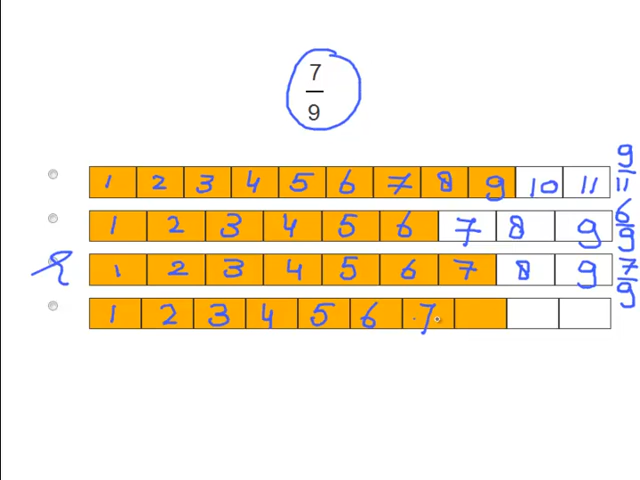 7
9
1 2 3 4 5 6 7 8 9 10 11 9/11
1 2 3 4 5 6 7 8 9 6/9
1 2 3 4 5 6 7 8 9 7/9
1 2 3 4 5 6 7